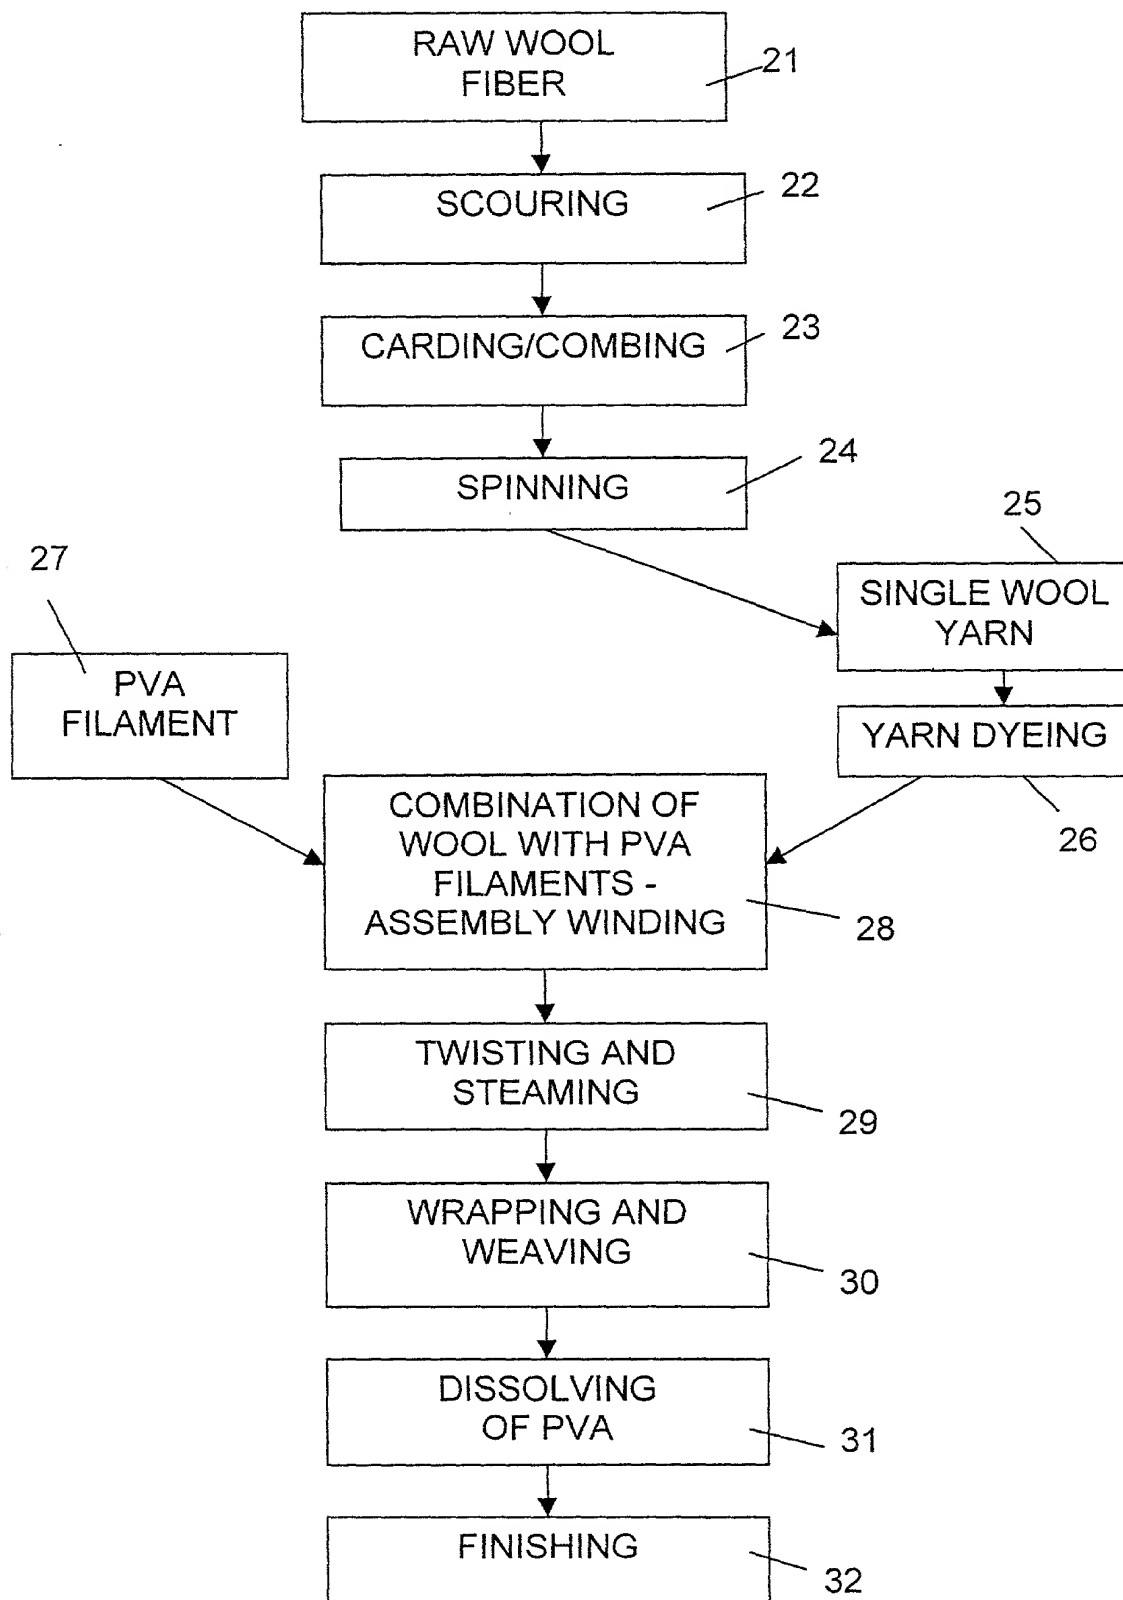 RAW WOOL
FIBER
21
SCOURING
22
CARDING/COMBING
23
SPINNING
24
25
SINGLE WOOL
YARN
27
PVA
FILAMENT
YARN DYEING
26
COMBINATION OF
WOOL WITH PVA
FILAMENTS -
ASSEMBLY WINDING
28
TWISTING AND
STEAMING
29
WRAPPING AND
WEAVING
30
DISSOLVING
OF PVA
31
FINISHING
32